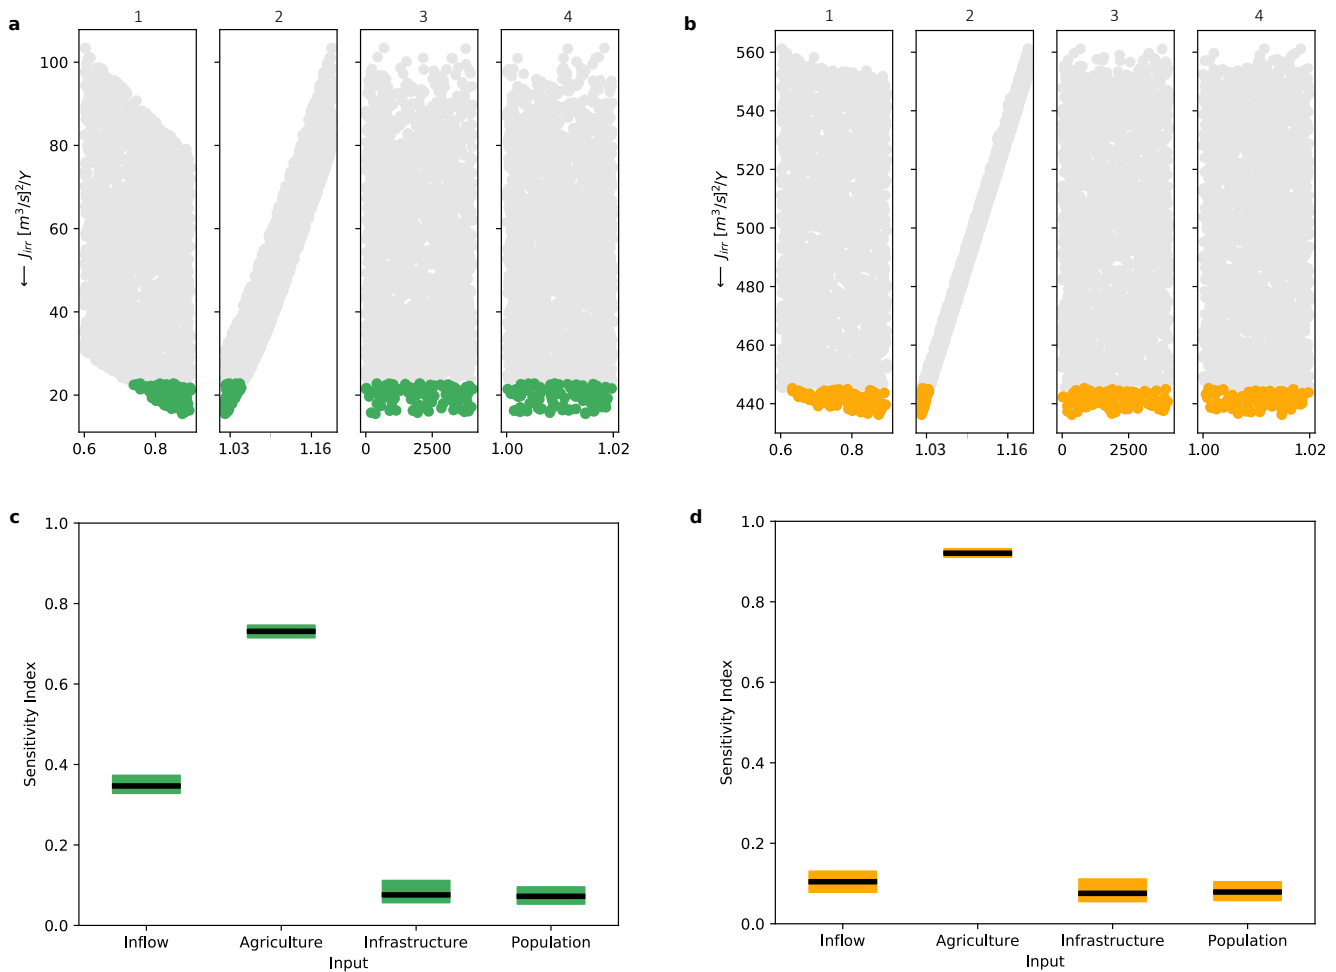 a
1 2 3 4
100
80
60
40
20
⟵ J_irr [m³/s]²/Y
0.6 0.8 1.03 1.16 0 2500 1.00 1.02
b
1 2 3 4
560
540
520
500
480
460
440
⟵ J_irr [m³/s]²/Y
0.6 0.8 1.03 1.16 0 2500 1.00 1.02
c
1.0
0.8
0.6
0.4
0.2
0.0
Sensitivity Index
Inflow Agriculture Infrastructure Population
Input
d
1.0
0.8
0.6
0.4
0.2
0.0
Sensitivity Index
Inflow Agriculture Infrastructure Population
Input